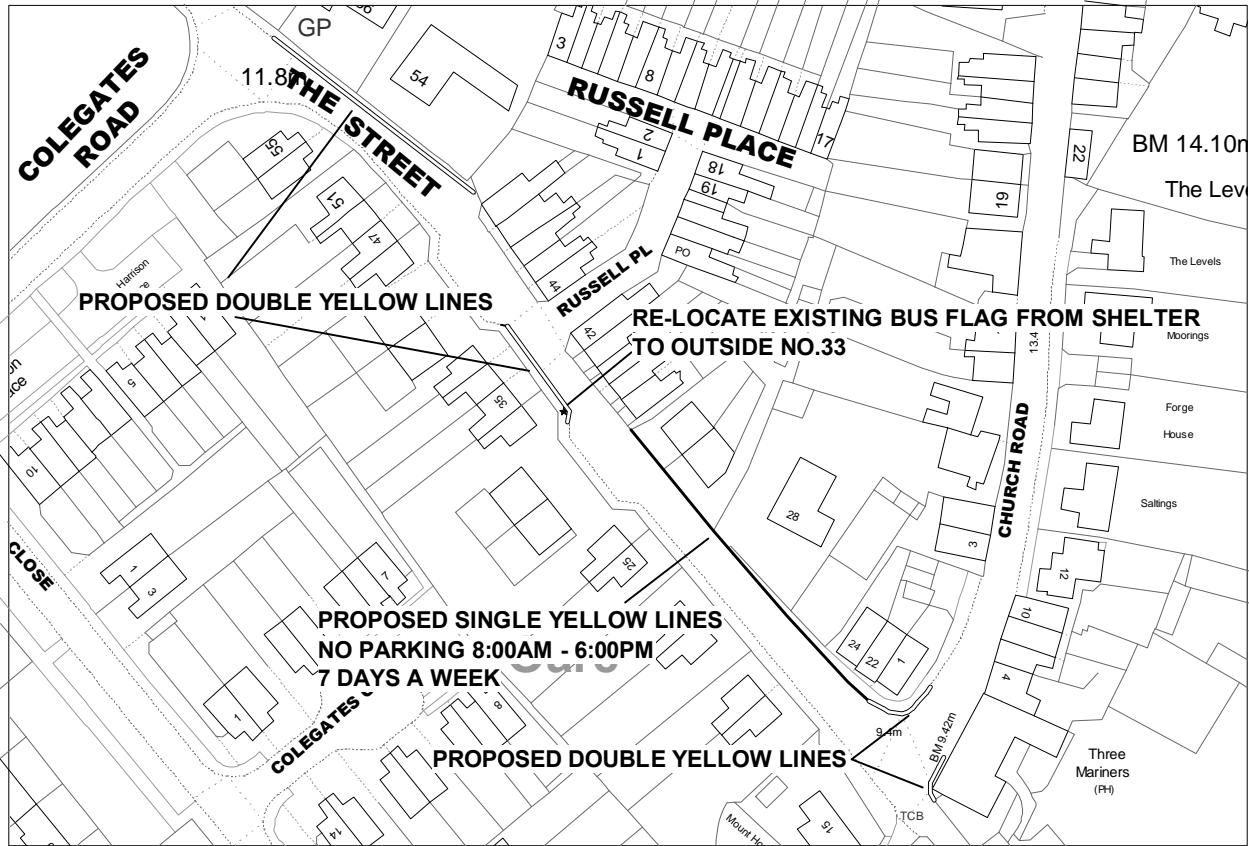 GP
56
COLEGATES
ROAD
11.8m
THE STREET
54
3
8
RUSSELL PLACE
17
2
1
18
19
PO
22
19
BM 14.10m
The Leve
The Levels
55
51
47
44
RUSSELL PL
42
Harrison
PROPOSED DOUBLE YELLOW LINES
RE-LOCATE EXISTING BUS FLAG FROM SHELTER
TO OUTSIDE NO.33
13.4
Moorings
5
35
10
Forge
House
CHURCH ROAD
28
Saltings
3
12
CLOSE
1
3
7
25
10
PROPOSED SINGLE YELLOW LINES
NO PARKING 8:00AM - 6:00PM
7 DAYS A WEEK
24
22
1
4
1
COLEGATES
8
9.4m
BM 9.42m
PROPOSED DOUBLE YELLOW LINES
Three
Mariners
(PH)
14
15
TCB
Mount